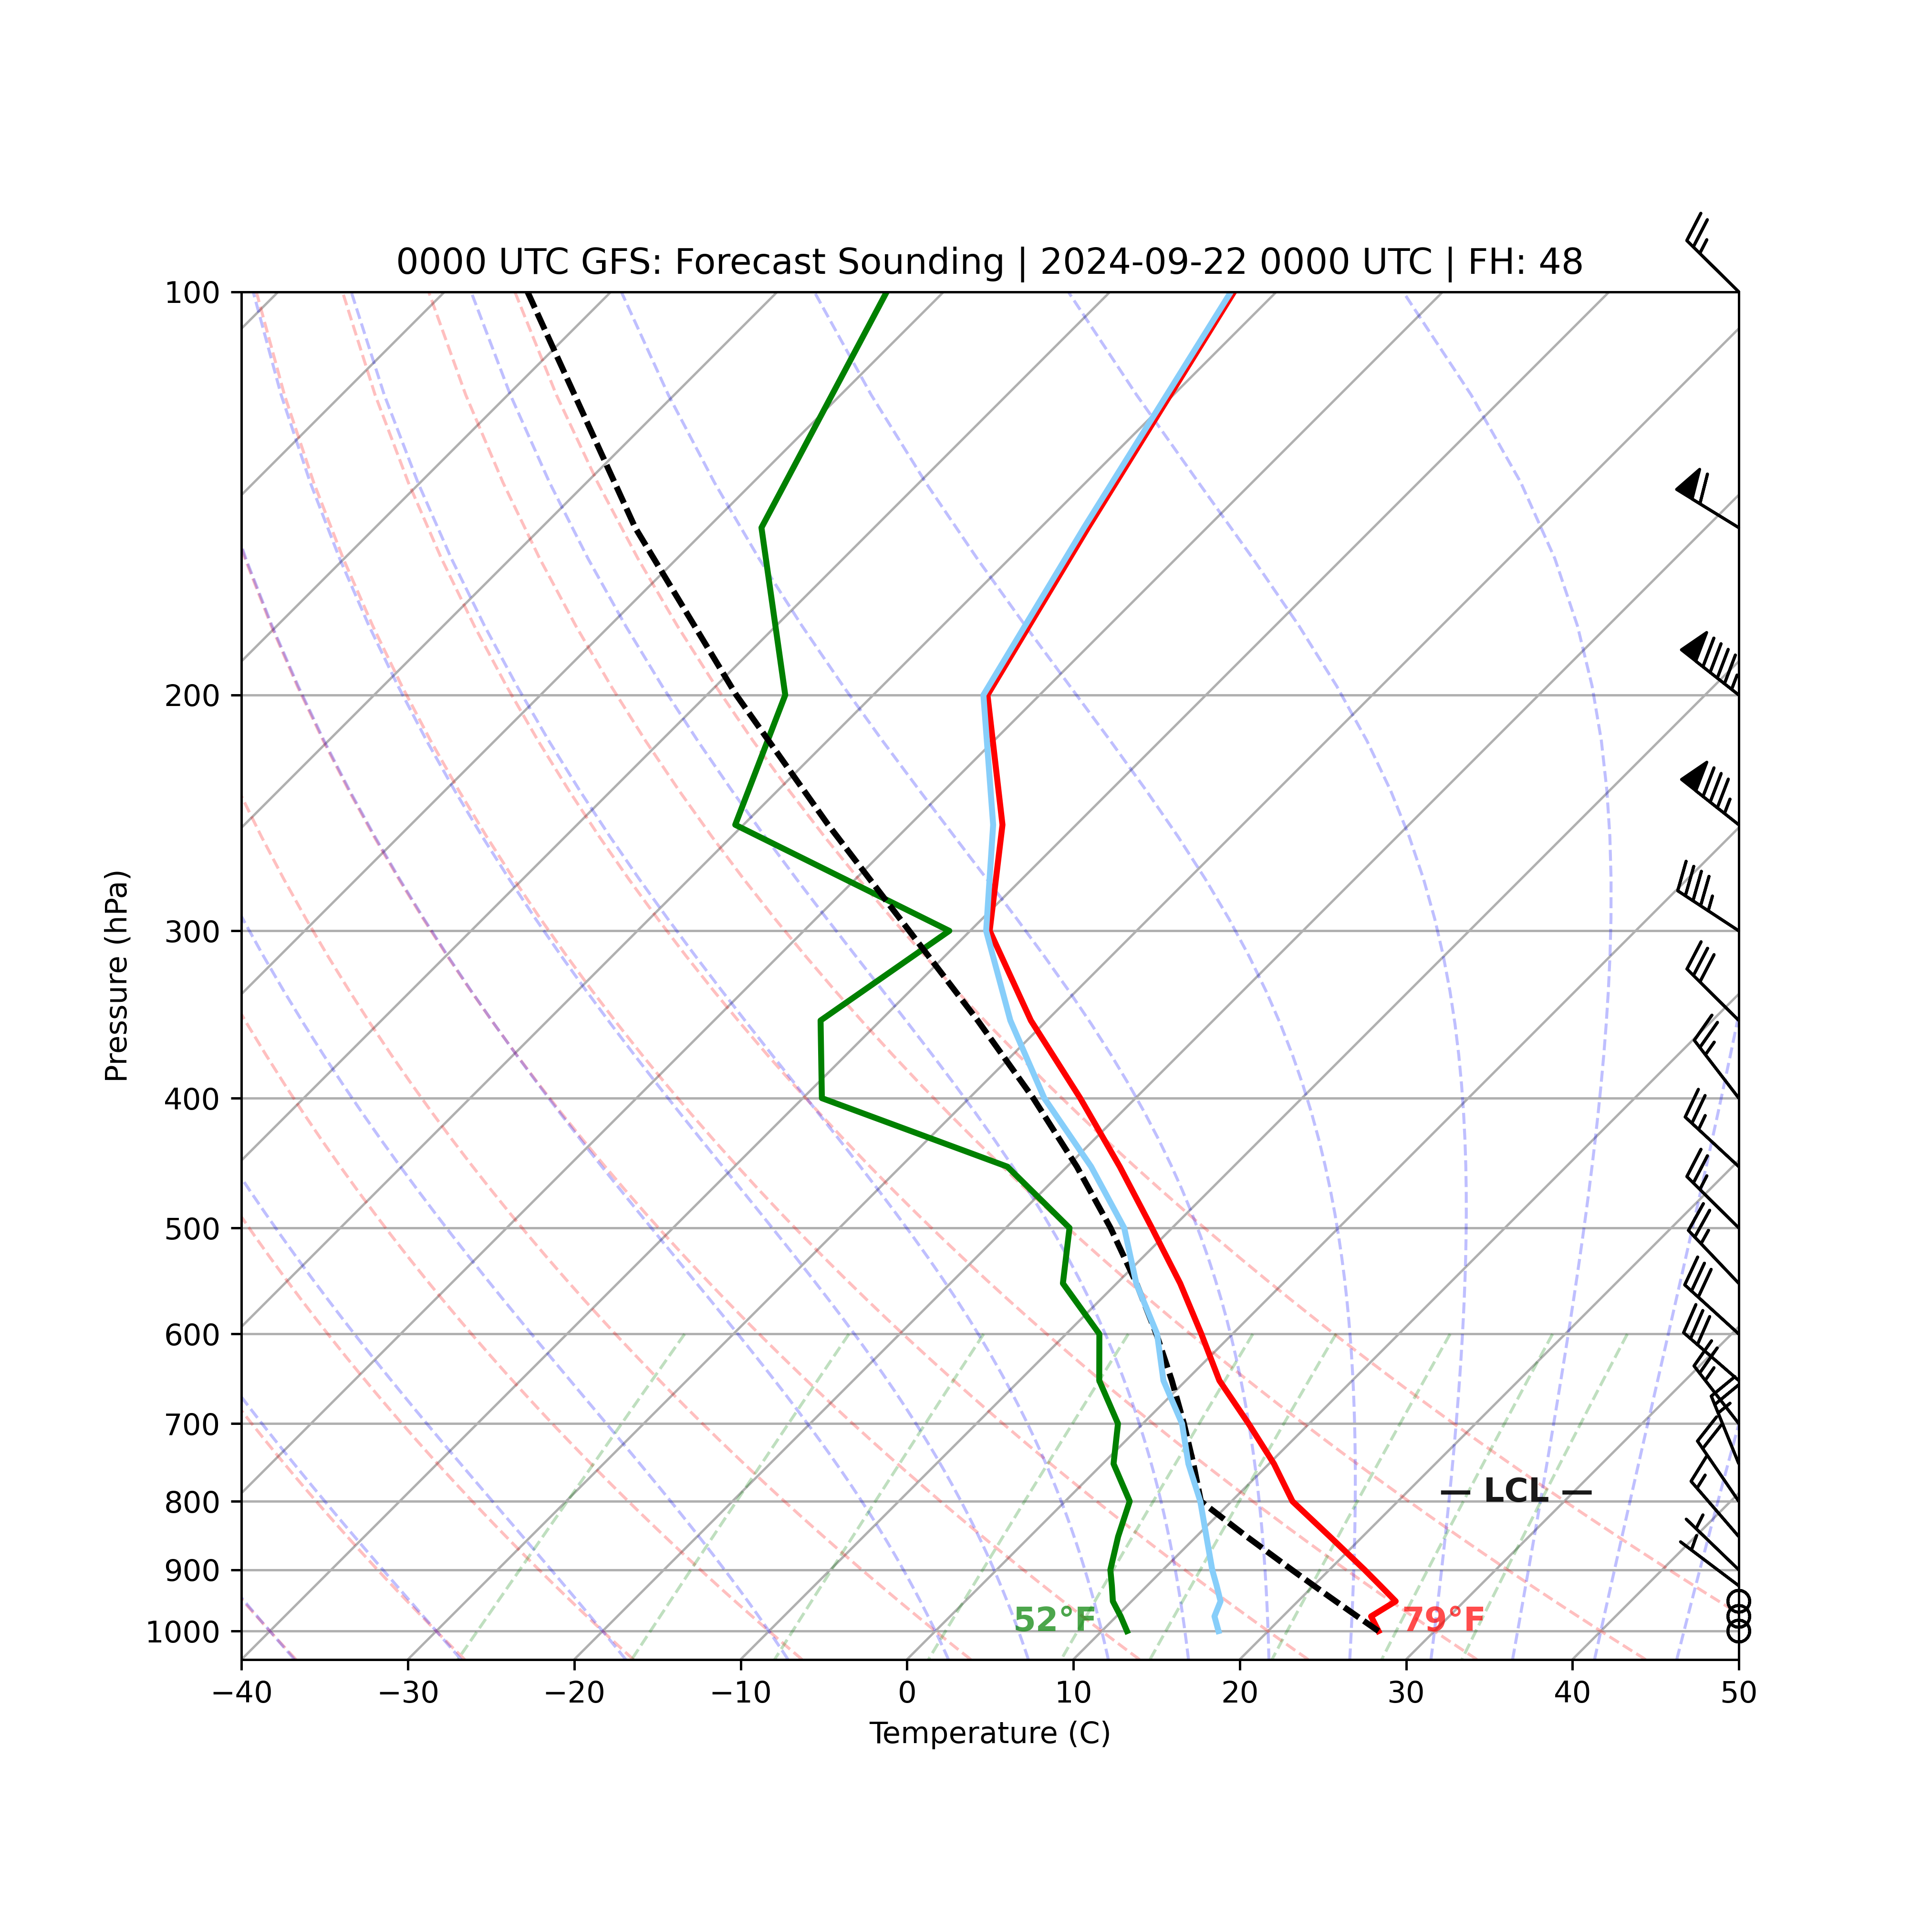 0000 UTC GFS: Forecast Sounding | 2024-09-22 0000 UTC | FH: 48
100
200
300
400
500
600
700
800
900
1000
Pressure (hPa)
— LCL —
52°F
79°F
−40 −30 −20 −10 0 10 20 30 40 50
Temperature (C)